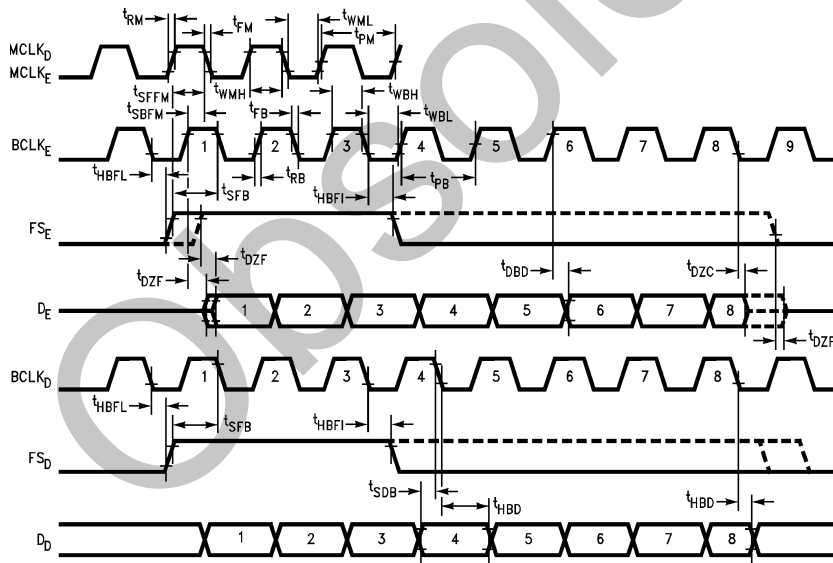 tRM tFM tWML
tPM
MCLKD
MCLKE
tSFFM tWMH tWBH
tSBFM tFB tWBL
BCLKE 1 2 3 4 5 6 7 8 9
tHBFL tSFB tRB tHBFI tPB
FSE
tDZF tDBD tDZC
tDZF
DE 1 2 3 4 5 6 7 8
tDZF
BCLKD 1 2 3 4 5 6 7 8
tHBFL tSFB tHBFI
FSD
tSDB tHBD tHBD
DD 1 2 3 4 5 6 7 8